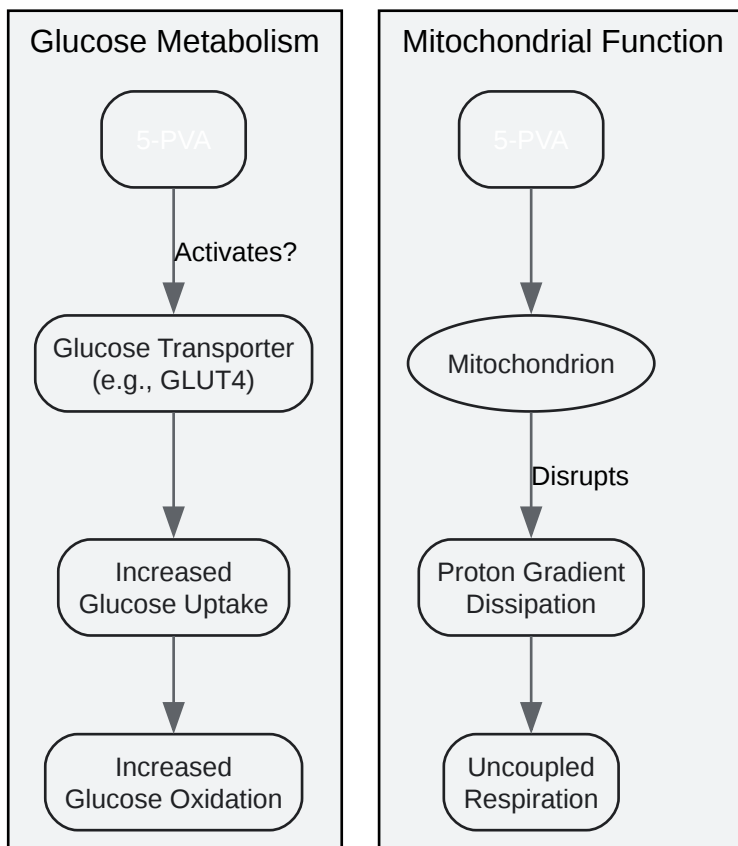 Glucose Metabolism
5-PVA
Activates?
Glucose Transporter
(e.g., GLUT4)
Increased
Glucose Uptake
Increased
Glucose Oxidation
Mitochondrial Function
5-PVA
Mitochondrion
Disrupts
Proton Gradient
Dissipation
Uncoupled
Respiration